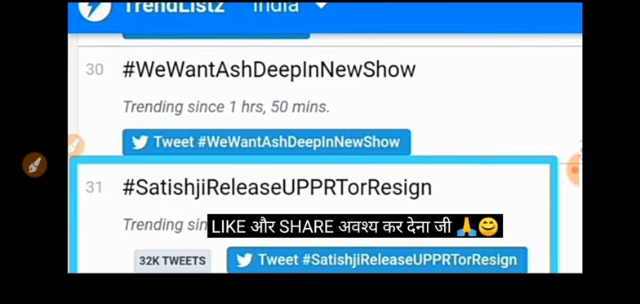 TrendListz India
30 #WeWantAshDeepInNewShow
Trending since 1 hrs, 50 mins.
Tweet #WeWantAshDeepInNewShow
31 #SatishjiReleaseUPPRTorResign
Trending sin
LIKE और SHARE अवश्य कर देना जी 🙏😊
32K TWEETS Tweet #SatishjiReleaseUPPRTorResign